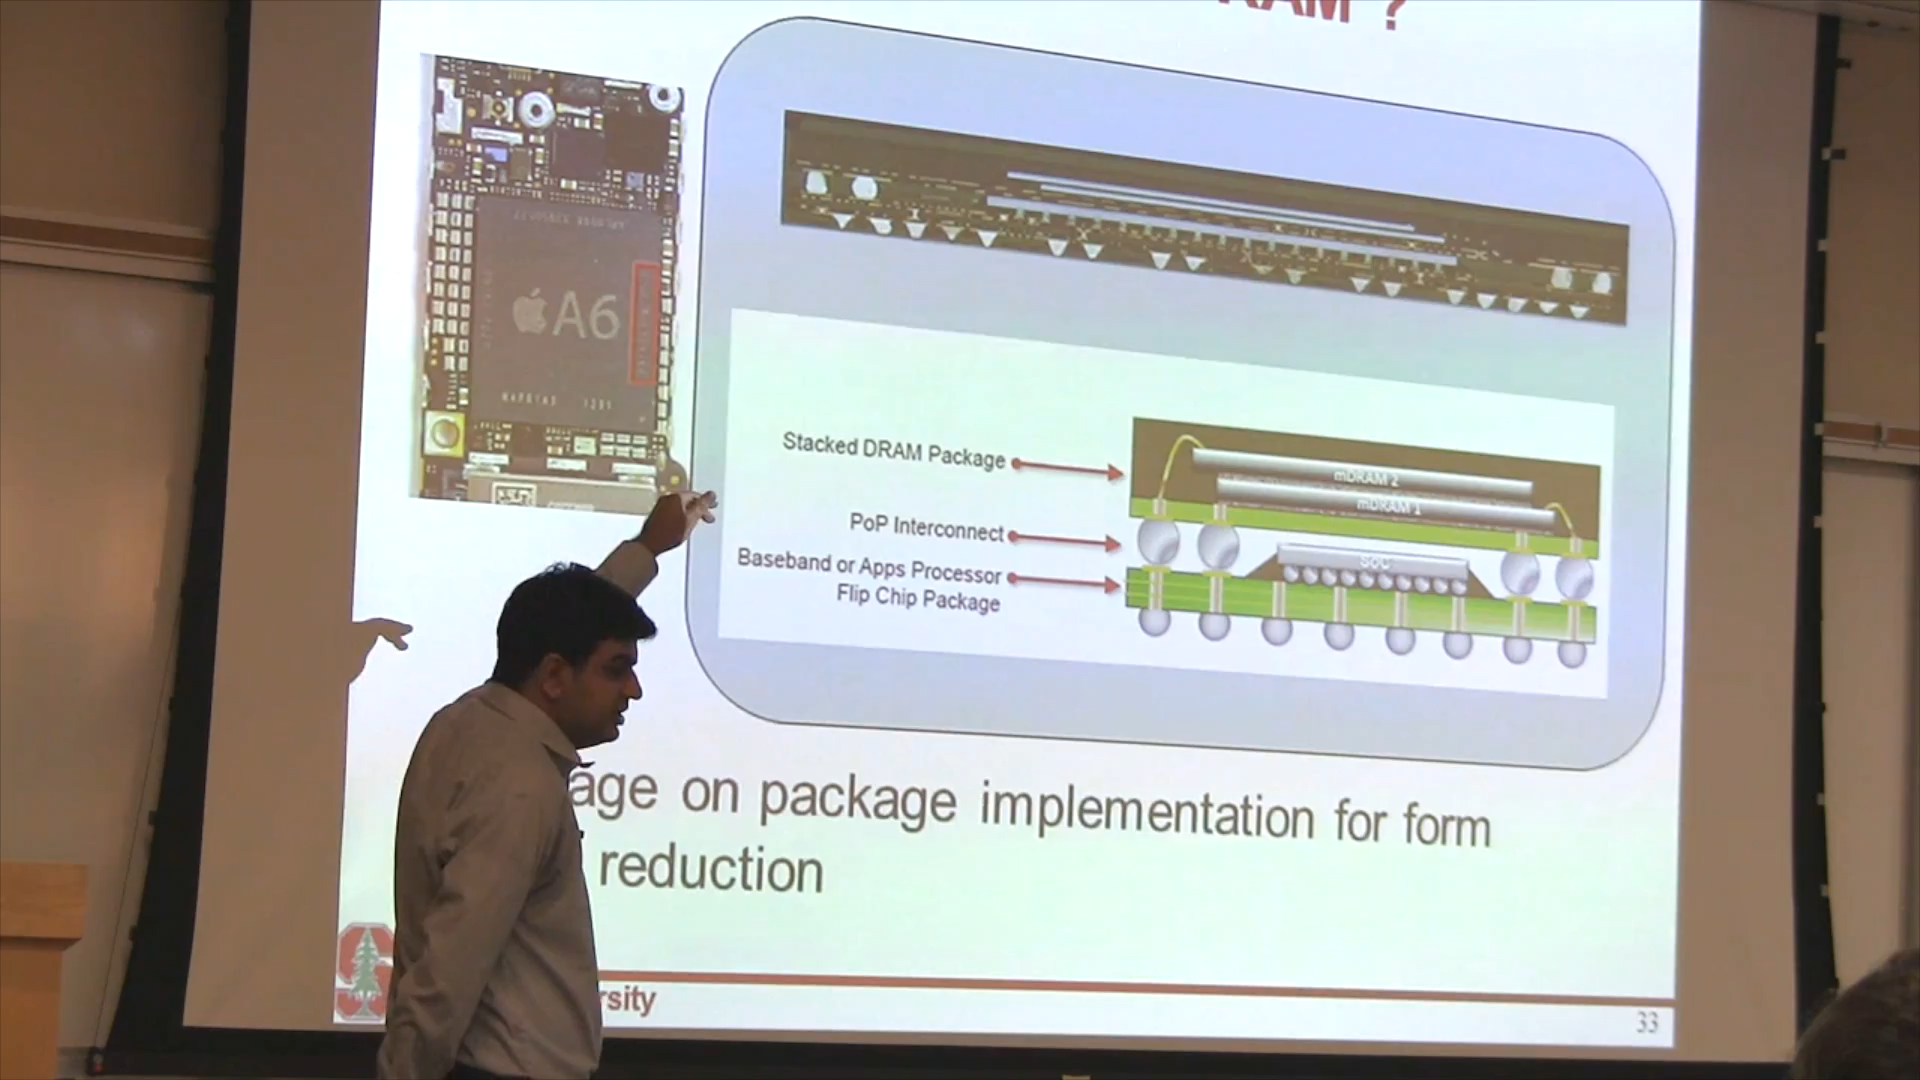 RAM ?
A6
Stacked DRAM Package
PoP Interconnect
Baseband or Apps Processor
Flip Chip Package
mDRAM 2
mDRAM 1
SoC
age on package implementation for form
reduction
rsity
33